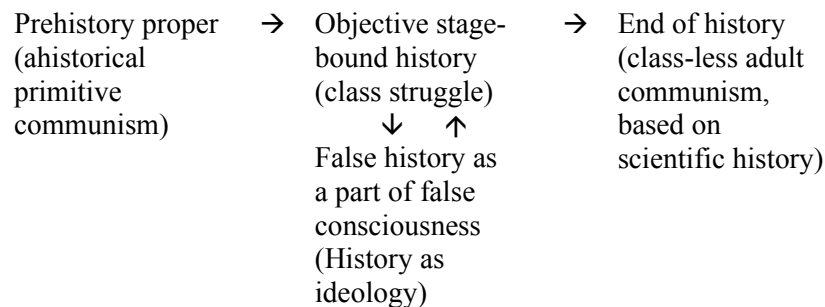 Prehistory proper → Objective stage- → End of history
(ahistorical bound history (class-less adult
primitive (class struggle) communism,
communism) ↓ ↑ based on
False history as scientific history)
a part of false
consciousness
(History as
ideology)